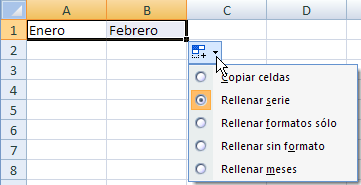 A B C D
1 Enero Febrero
2
3 Copiar celdas
4 Rellenar serie
5 Rellenar formatos sólo
6 Rellenar sin formato
7 Rellenar meses
8